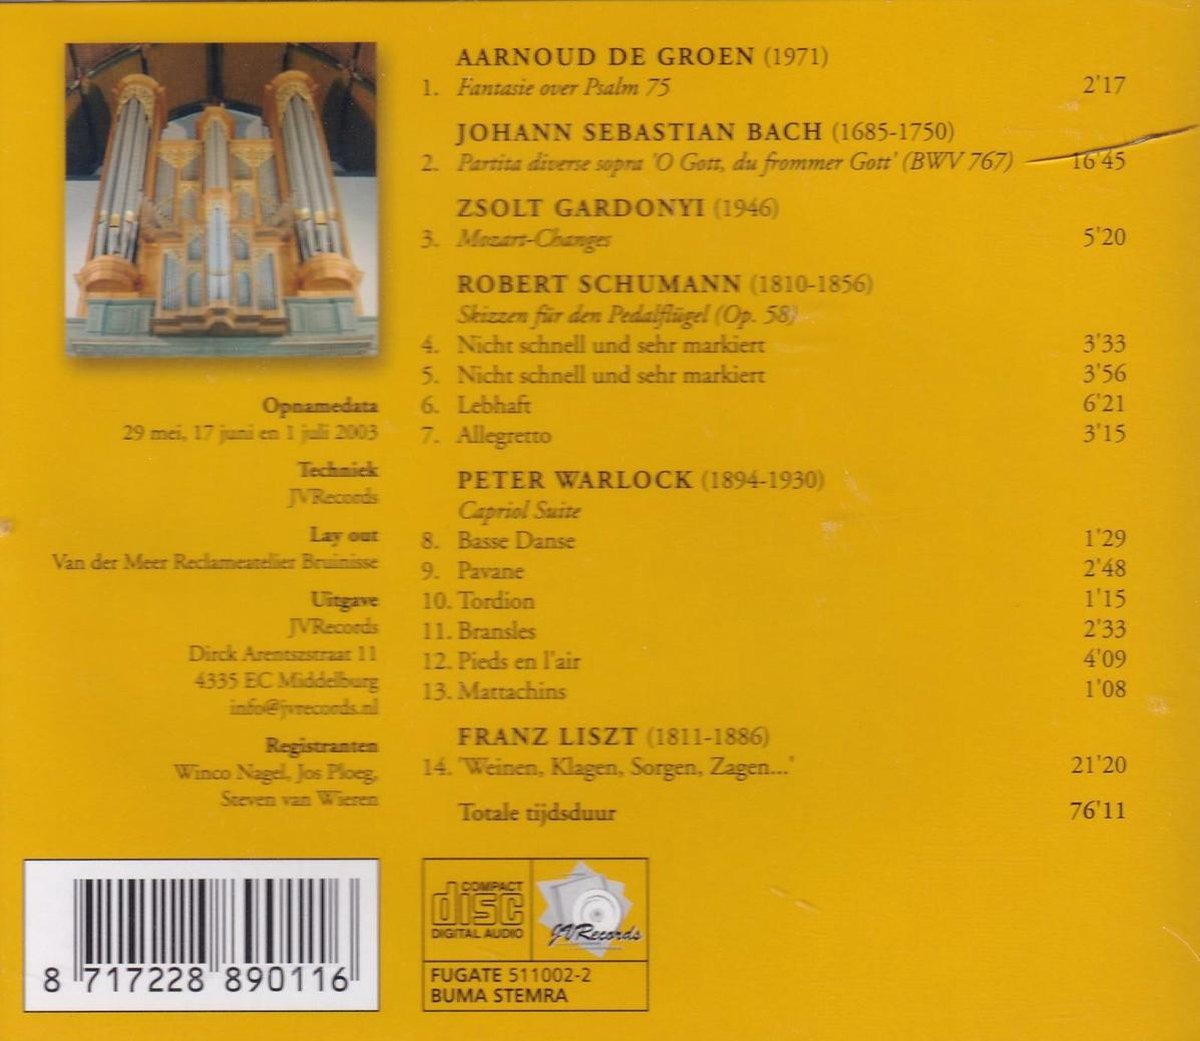 AARNOUD DE GROEN (1971)
1. Fantasie over Psalm 75 2'17
JOHANN SEBASTIAN BACH (1685-1750)
2. Partita diverse sopra 'O Gott, du frommer Gott' (BWV 767) 16'45
ZSOLT GARDONYI (1946)
3. Mozart-Changes 5'20
ROBERT SCHUMANN (1810-1856)
Skizzen für den Pedalflügel (Op. 58)
4. Nicht schnell und sehr markiert 3'33
5. Nicht schnell und sehr markiert 3'56
6. Lebhaft 6'21
7. Allegretto 3'15
PETER WARLOCK (1894-1930)
Capriol Suite
8. Basse Danse 1'29
9. Pavane 2'48
10. Tordion 1'15
11. Bransles 2'33
12. Pieds en l'air 4'09
13. Mattachins 1'08
FRANZ LISZT (1811-1886)
14. 'Weinen, Klagen, Sorgen, Zagen...' 21'20
Totale tijdsduur 76'11
Opnamedata
29 mei, 17 juni en 1 juli 2003
Techniek
JVRecords
Lay out
Van der Meer Reclameatelier Bruinisse
Uitgave
JVRecords
Dirck Arentszstraat 11
4335 EC Middelburg
info@jvrecords.nl
Registranten
Winco Nagel, Jos Ploeg,
Steven van Wieren
8 717228 890116
COMPACT
disc
DIGITAL AUDIO
JVRecords
FUGATE 511002-2
BUMA STEMRA